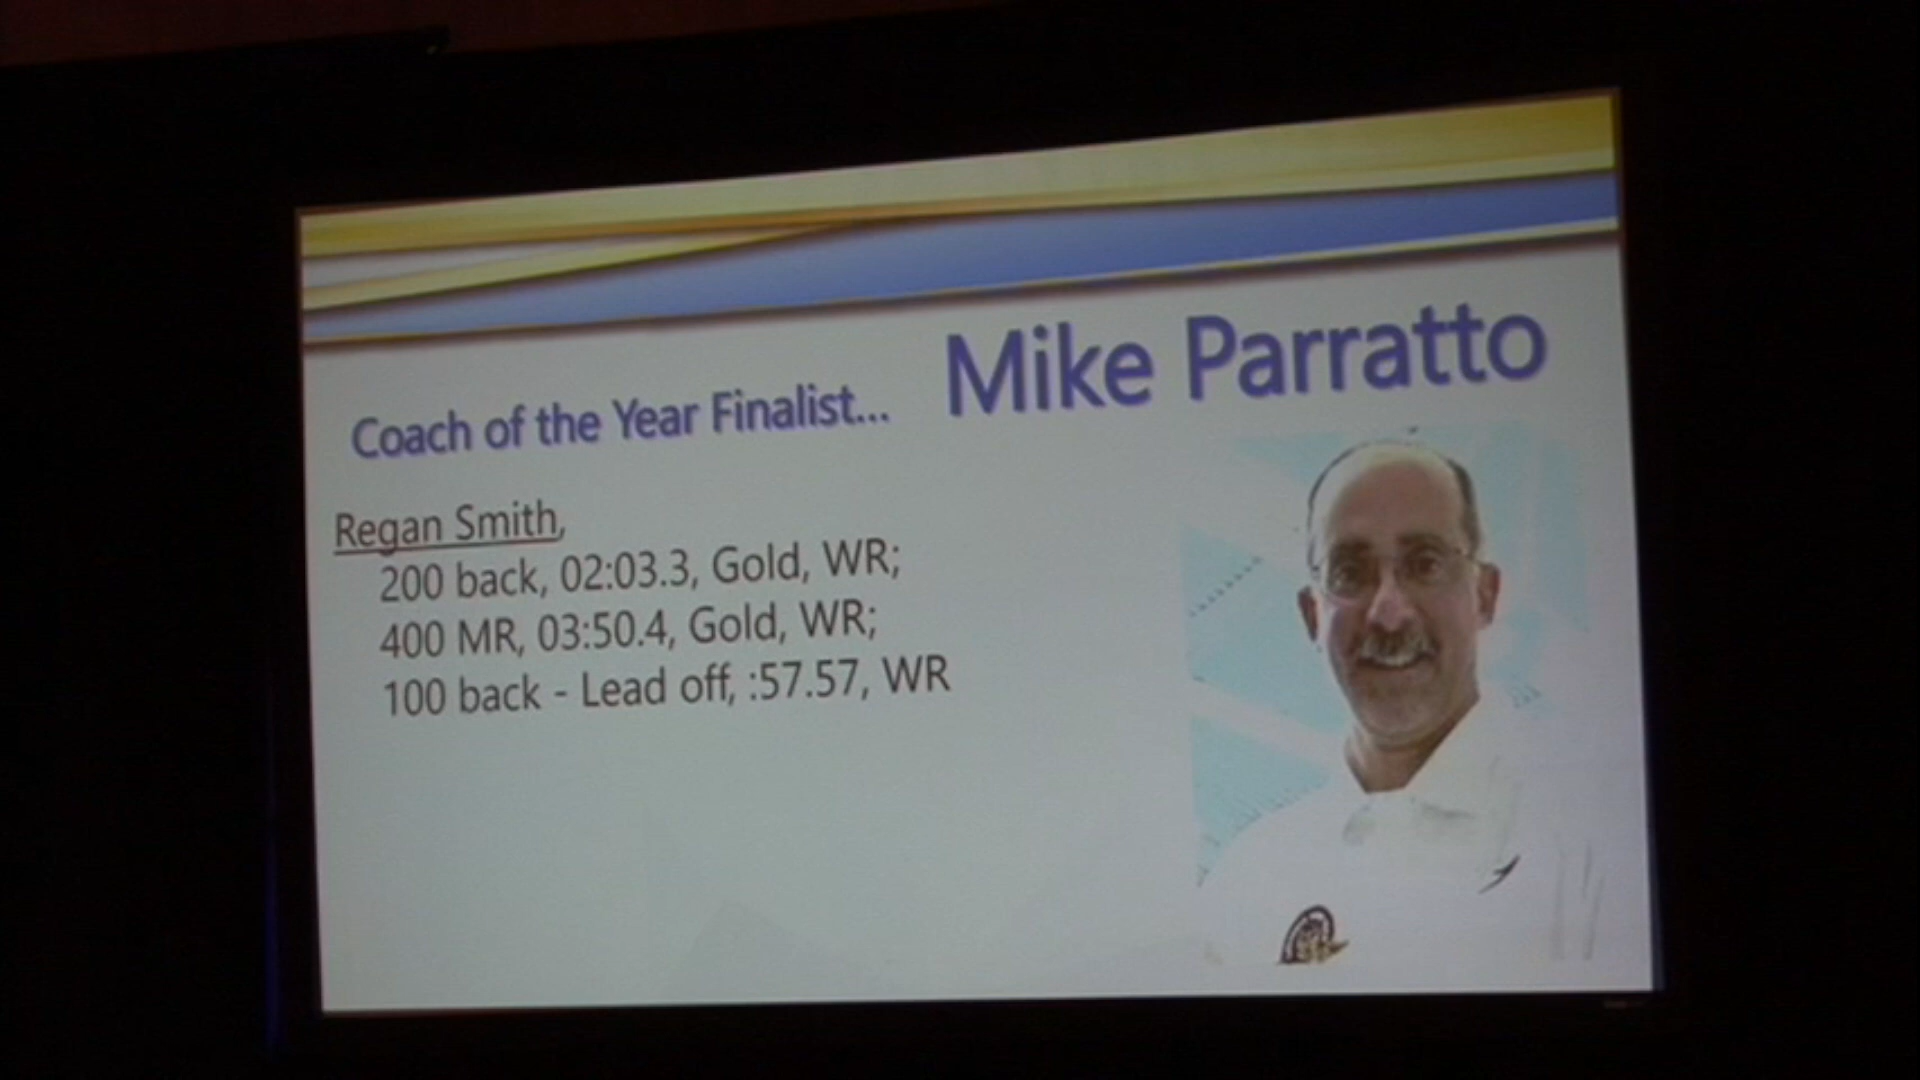 Mike Parratto
Coach of the Year Finalist...
Regan Smith,
200 back, 02:03.3, Gold, WR;
400 MR, 03:50.4, Gold, WR;
100 back - Lead off, :57.57, WR